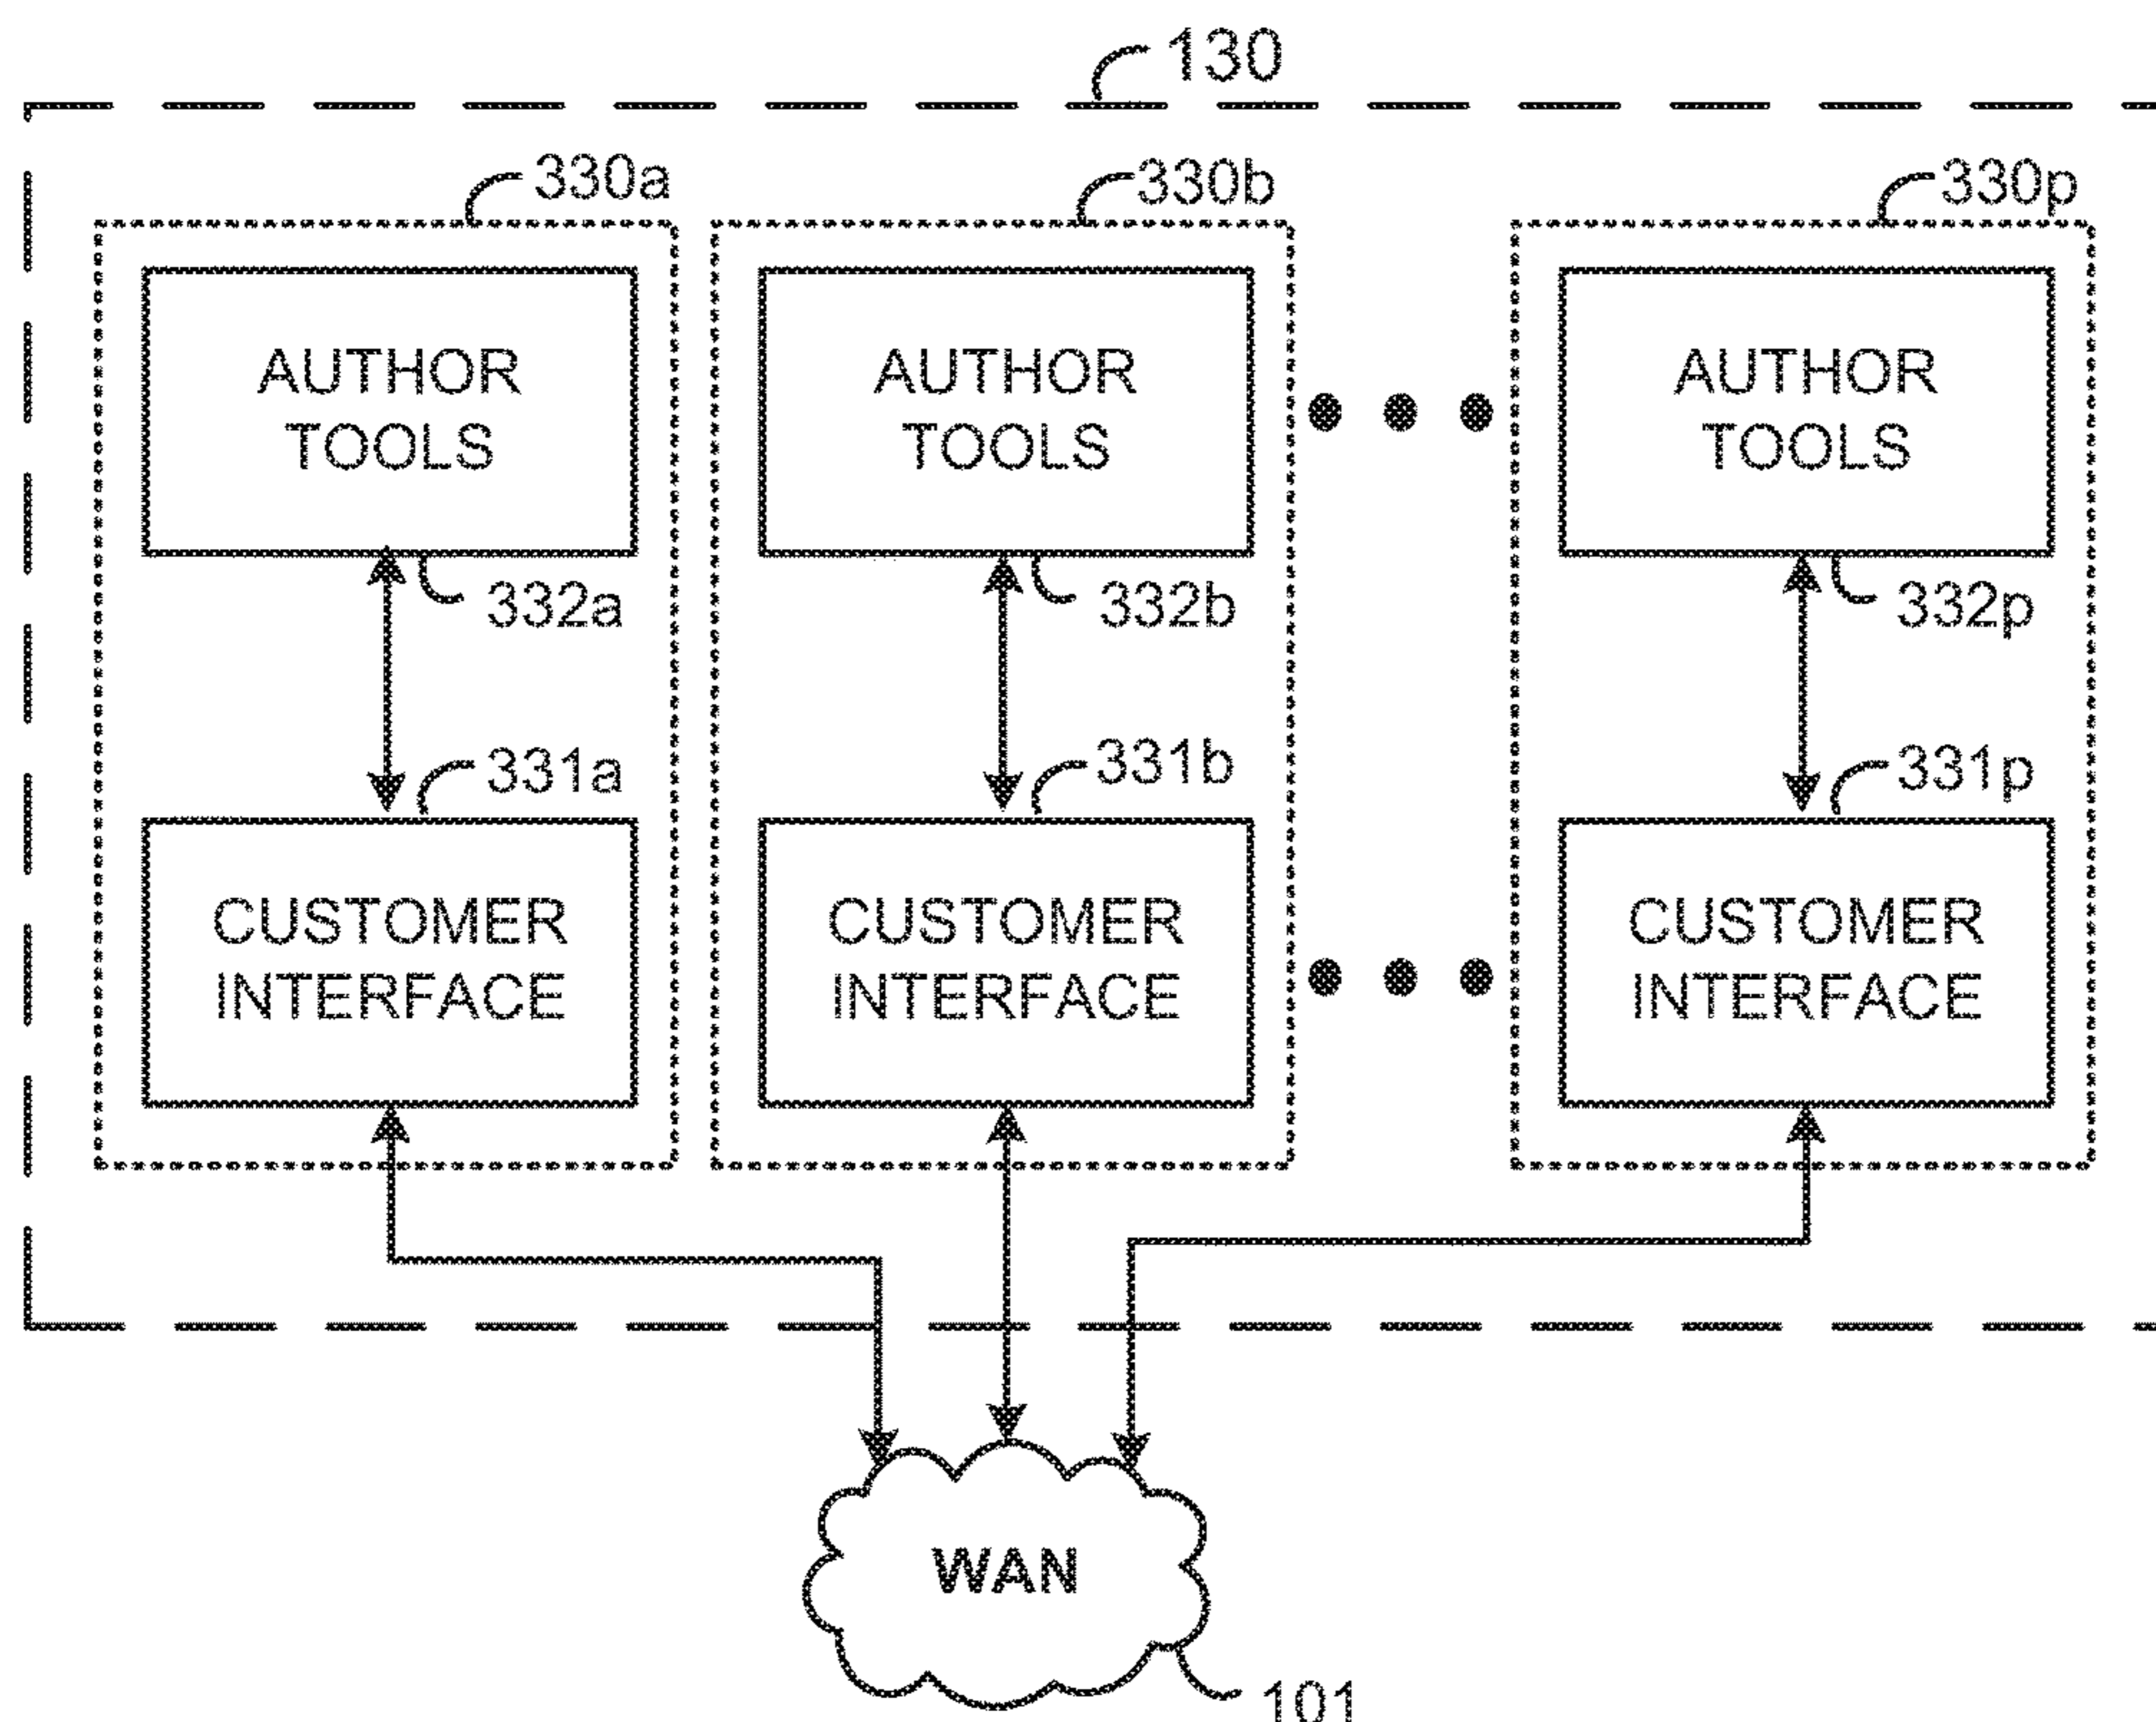 130
330a
330b
330p
AUTHOR
TOOLS
AUTHOR
TOOLS
AUTHOR
TOOLS
332a
332b
332p
331a
331b
331p
CUSTOMER
INTERFACE
CUSTOMER
INTERFACE
CUSTOMER
INTERFACE
WAN
101